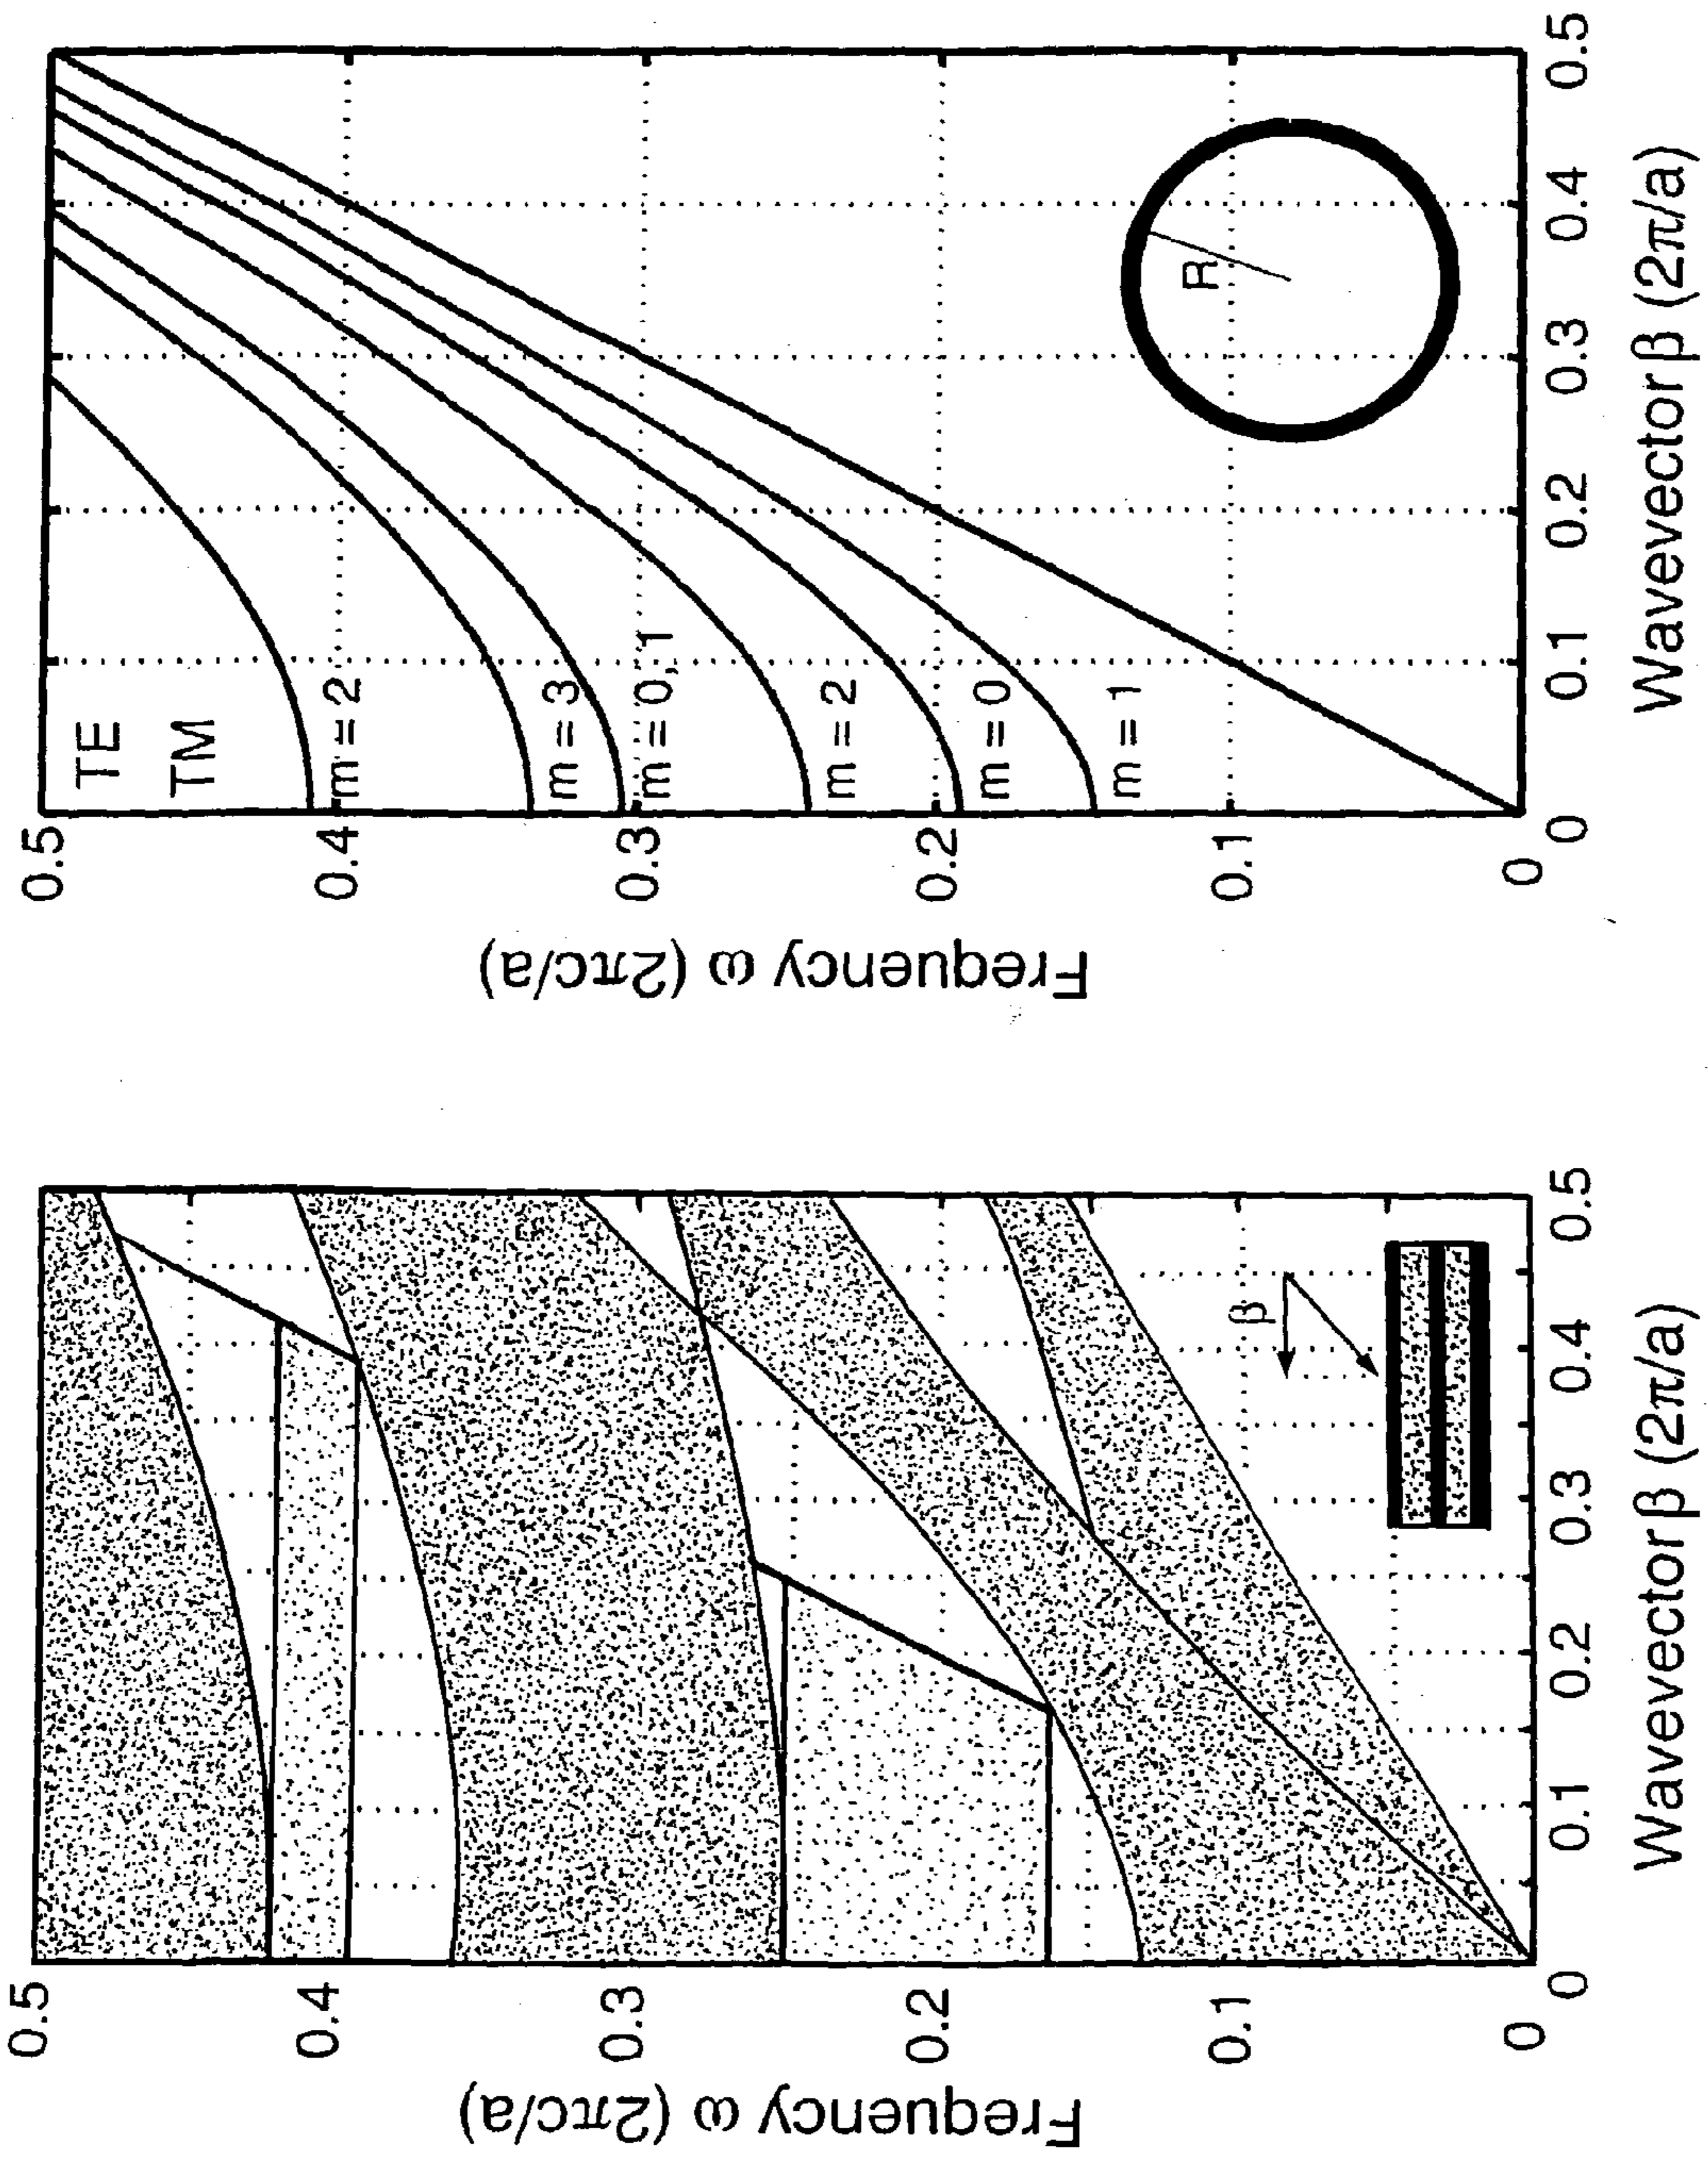 Frequency ω (2πc/a)
0.5
0.4
0.3
0.2
0.1
0
β
0 0.1 0.2 0.3 0.4 0.5
Wavevector β (2π/a)
Frequency ω (2πc/a)
0.5
0.4
0.3
0.2
0.1
0
TE
TM
m = 2
m = 3
m = 0, 1
m = 2
m = 0
m = 1
R
0 0.1 0.2 0.3 0.4 0.5
Wavevector β (2π/a)